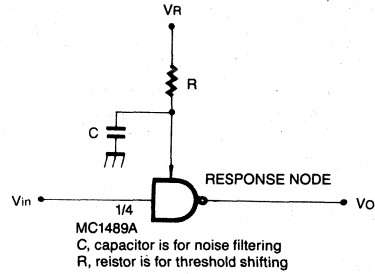 VR
R
C
RESPONSE NODE
Vin
1/4
VO
MC1489A
C, capacitor is for noise filtering
R, reistor is for threshold shifting